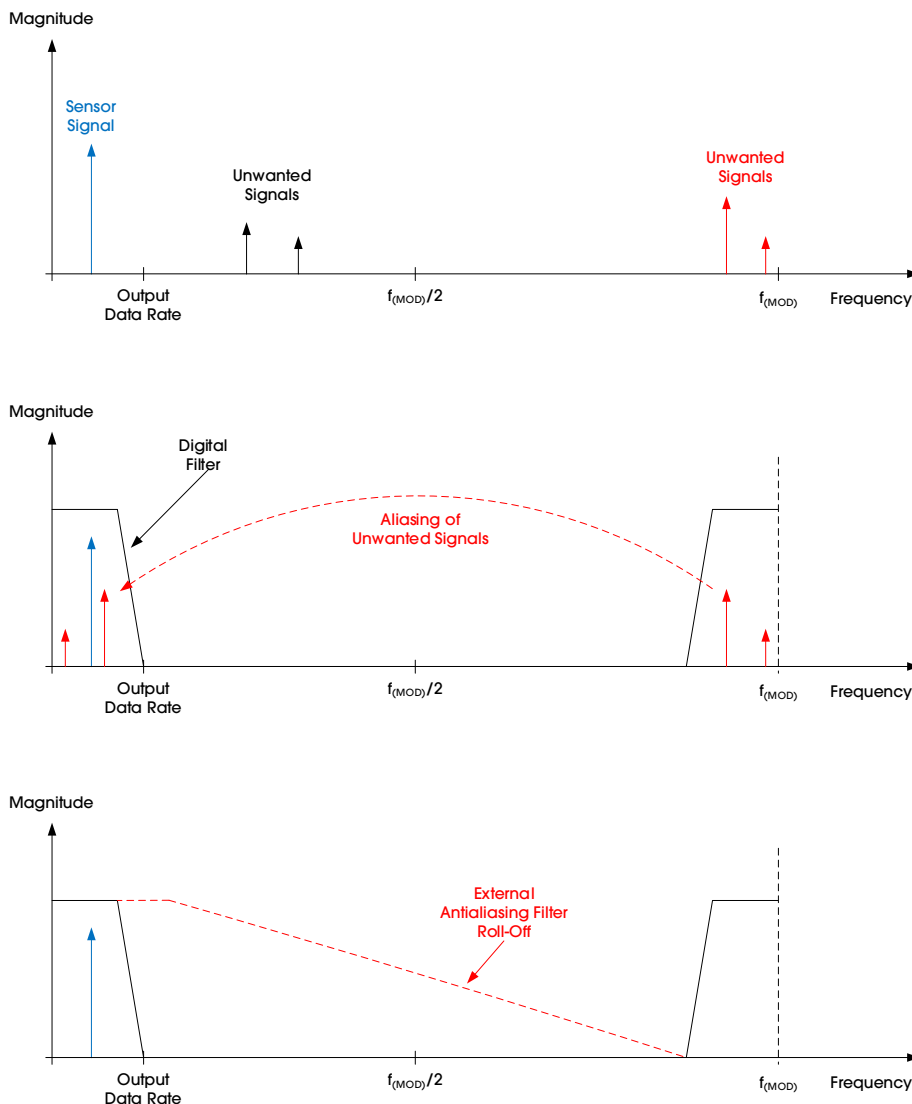 Magnitude
Sensor
Signal
Unwanted
Signals
Unwanted
Signals
Output
Data Rate
f(MOD)/2
f(MOD)
Frequency
Magnitude
Digital
Filter
Aliasing of
Unwanted Signals
Output
Data Rate
f(MOD)/2
f(MOD)
Frequency
Magnitude
External
Antialiasing Filter
Roll-Off
Output
Data Rate
f(MOD)/2
f(MOD)
Frequency